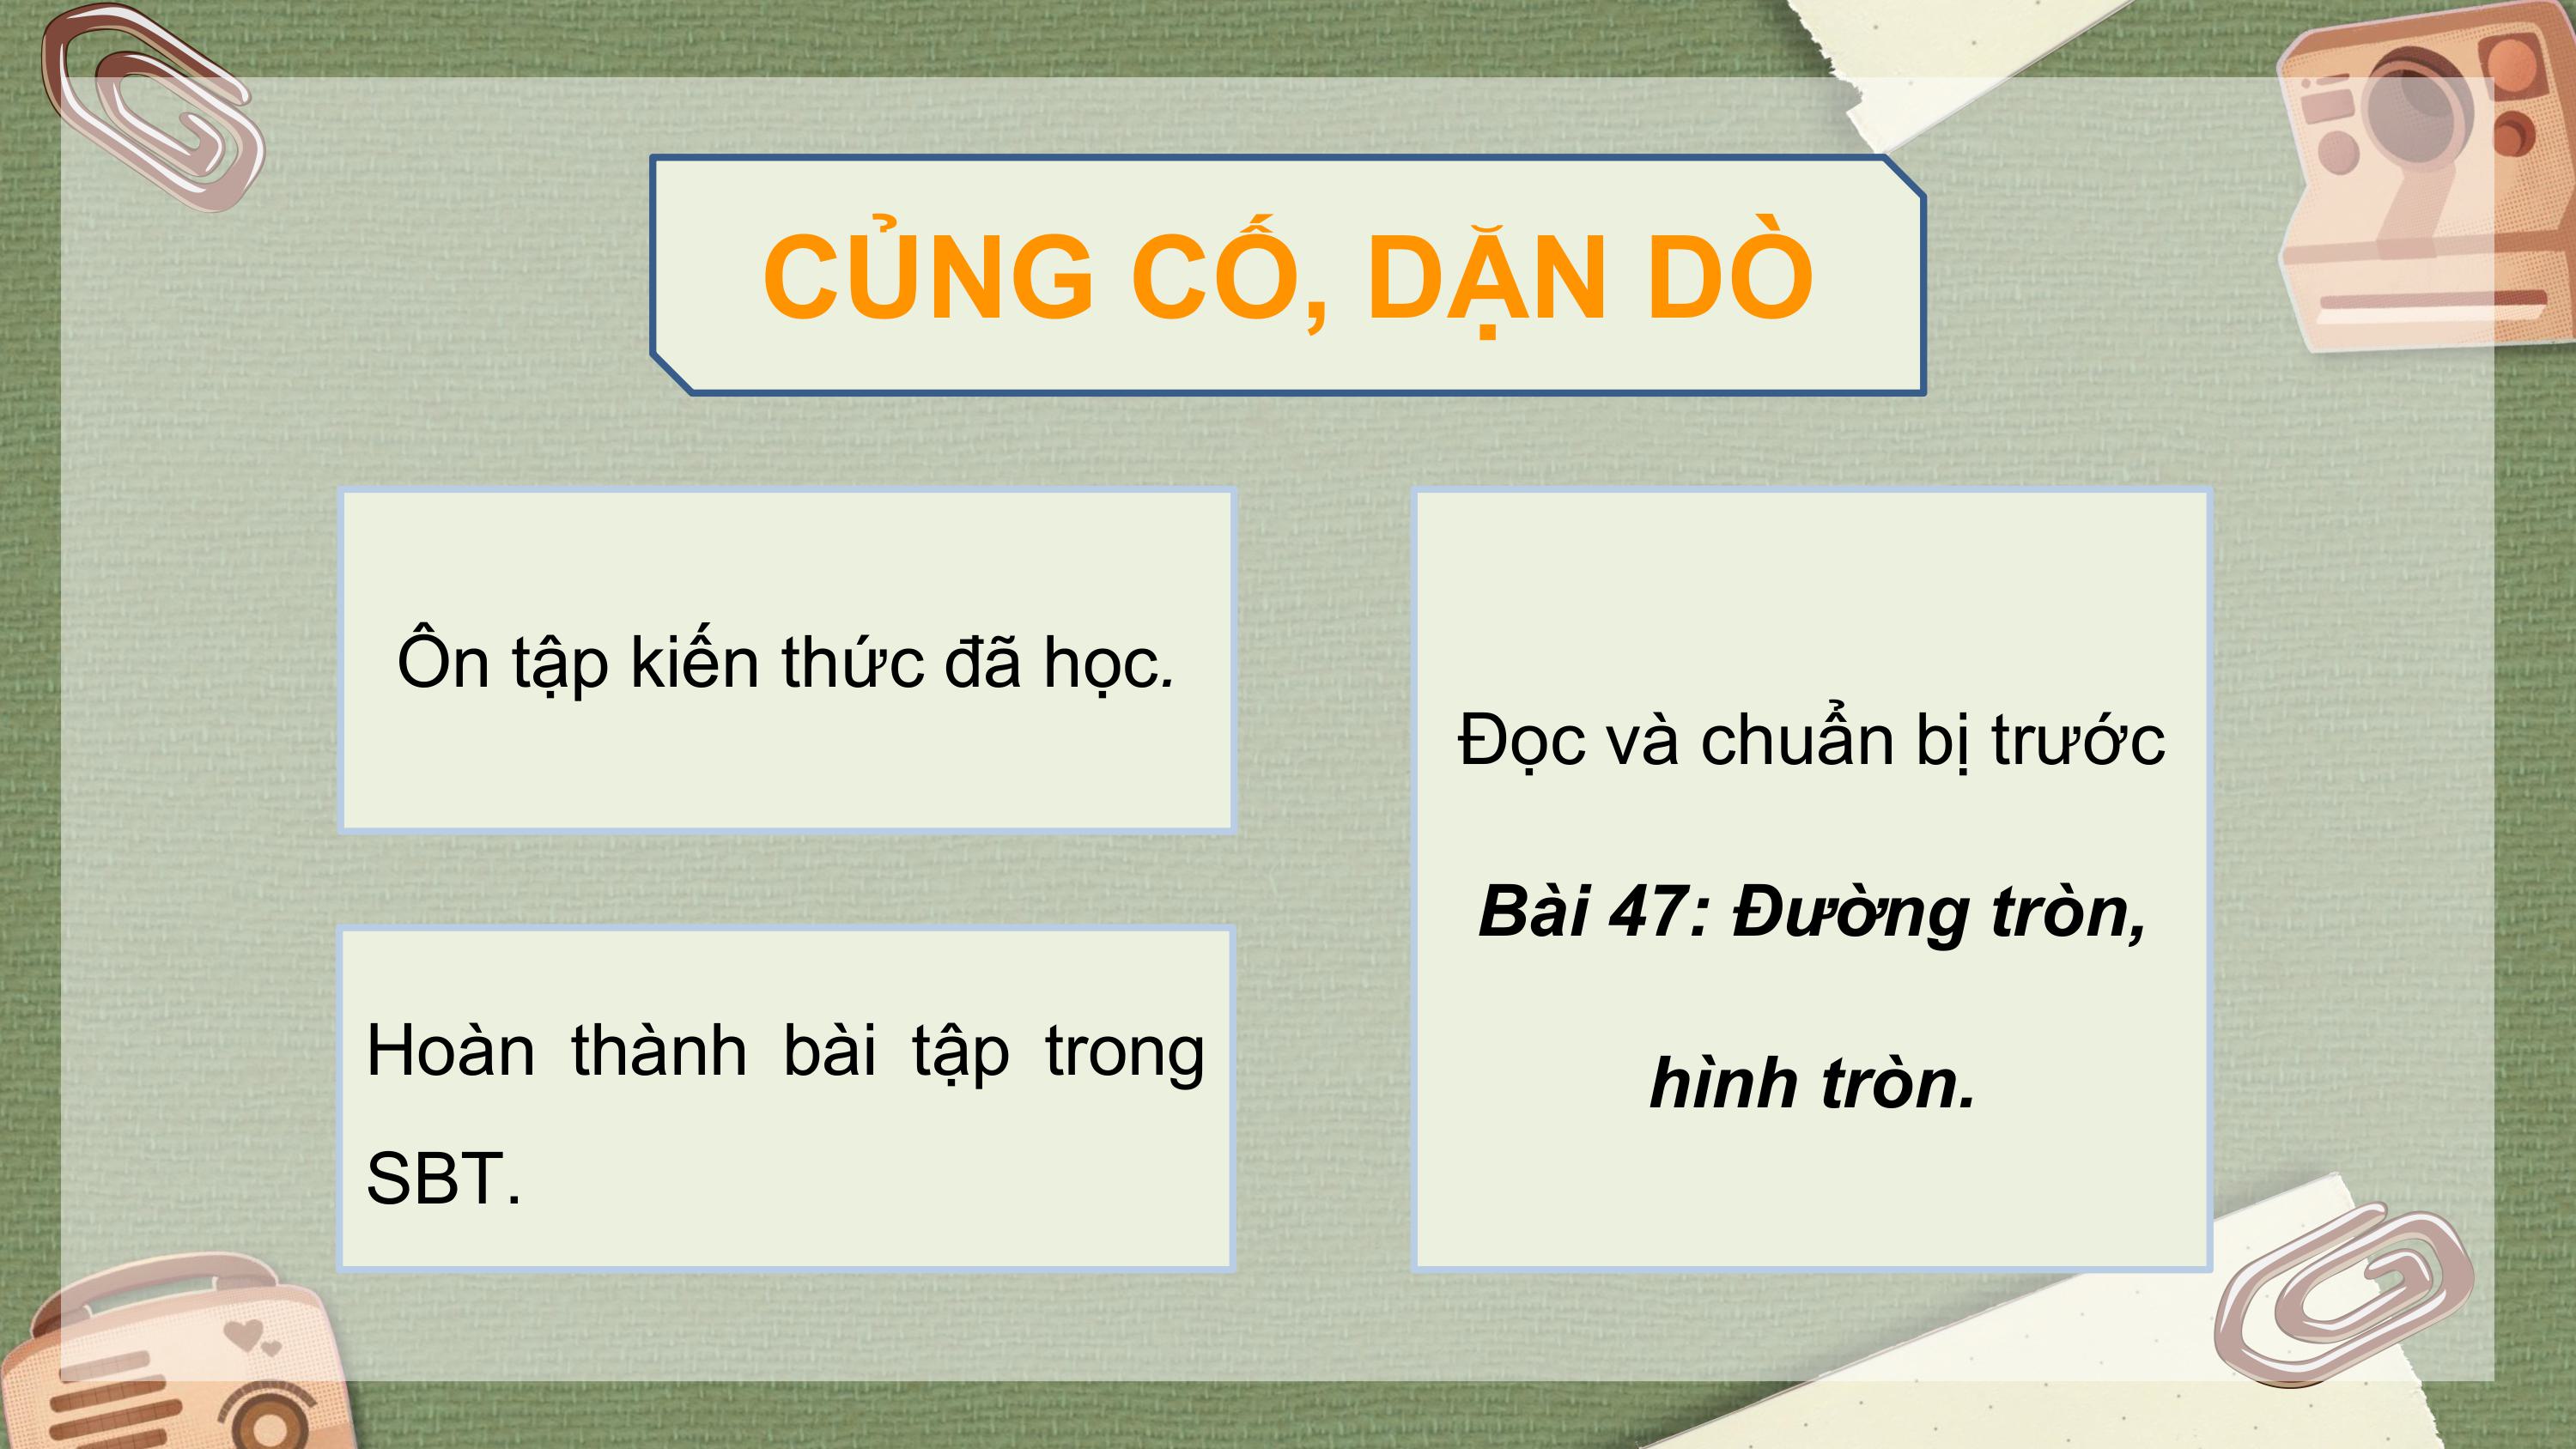 CỦNG CỐ, DẶN DÒ
Ôn tập kiến thức đã học.
Hoàn thành bài tập trong
SBT.
Đọc và chuẩn bị trước
Bài 47: Đường tròn,
hình tròn.